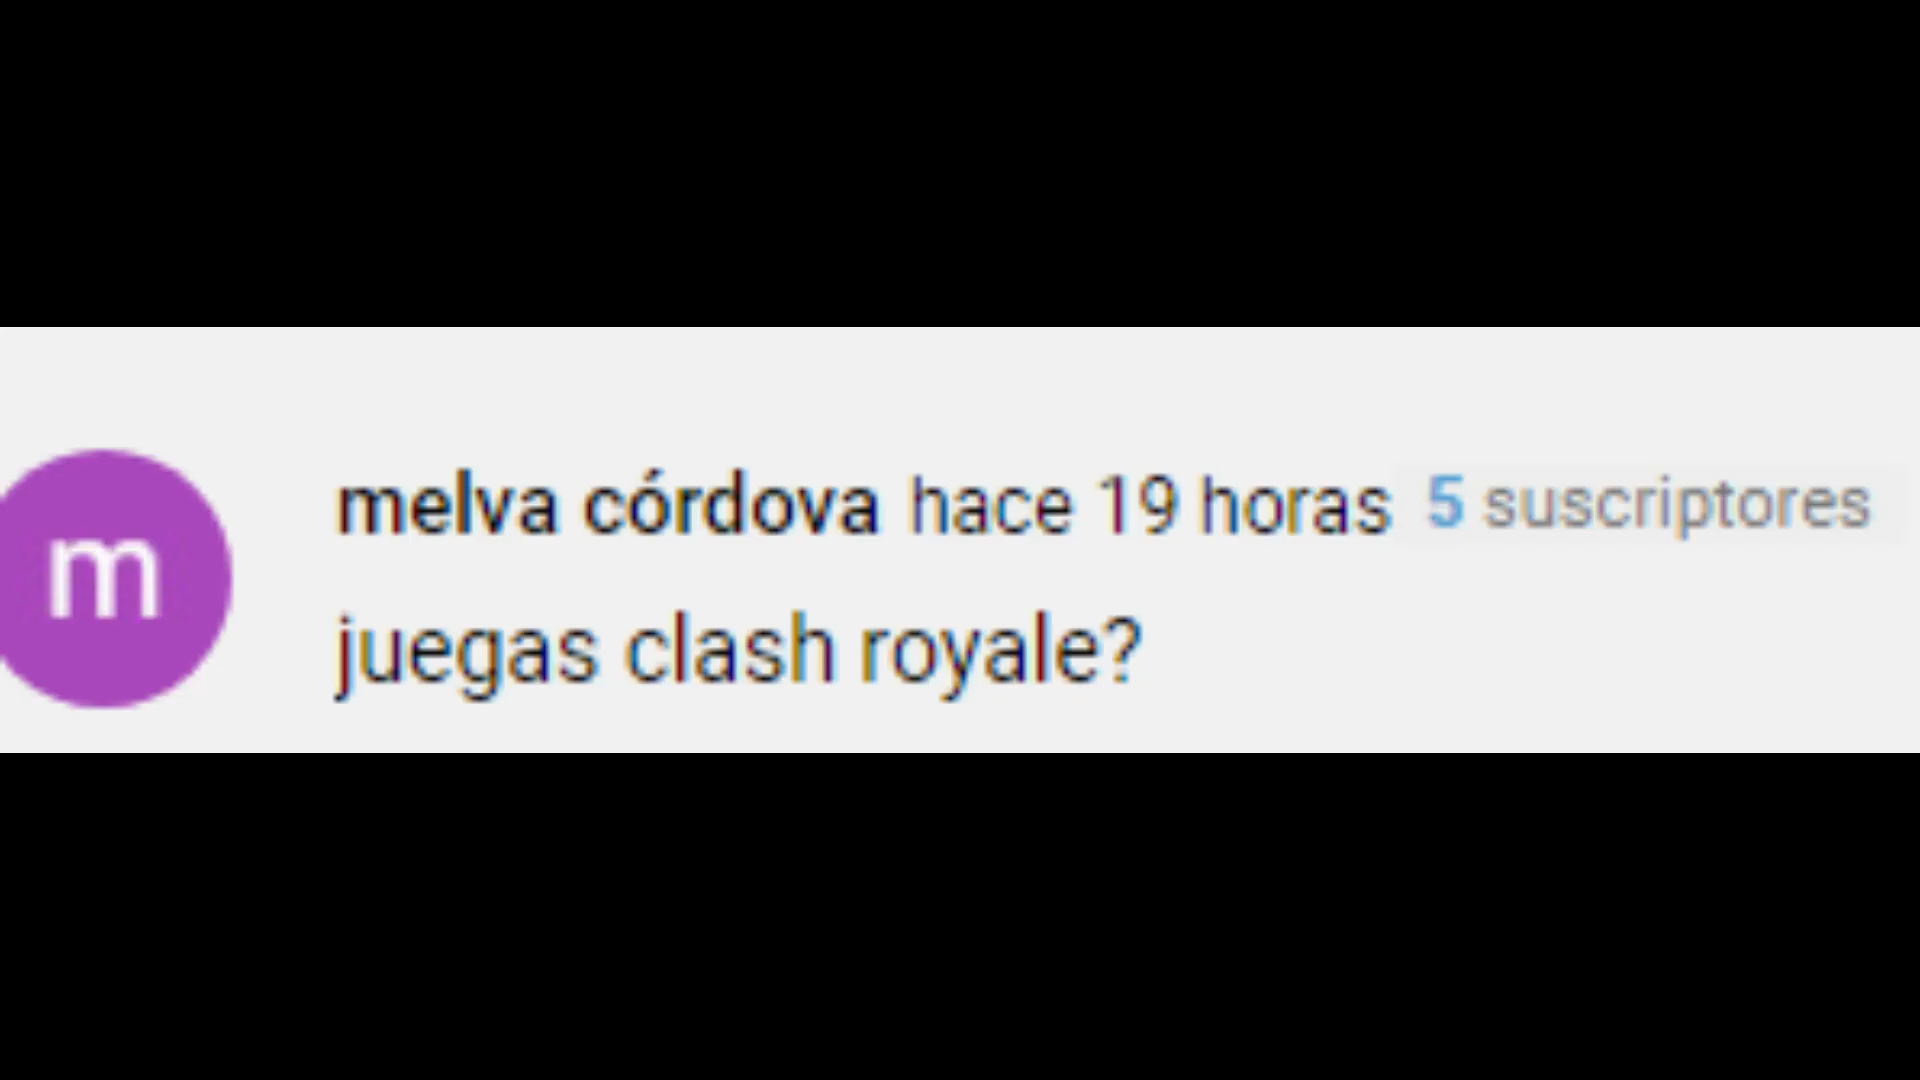 m
melva córdova hace 19 horas 5 suscriptores
juegas clash royale?